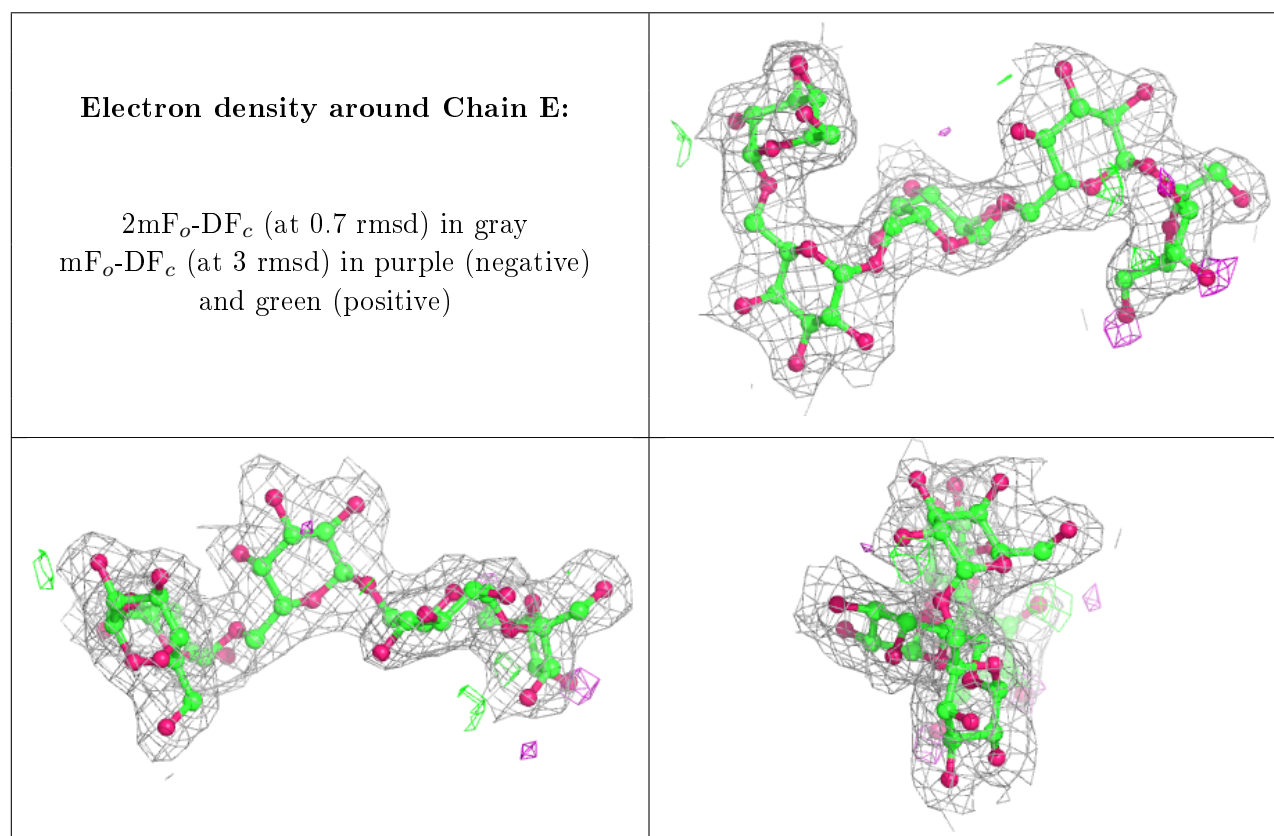 Electron density around Chain E:
2mFo-DFc (at 0.7 rmsd) in gray
mFo-DFc (at 3 rmsd) in purple (negative)
and green (positive)